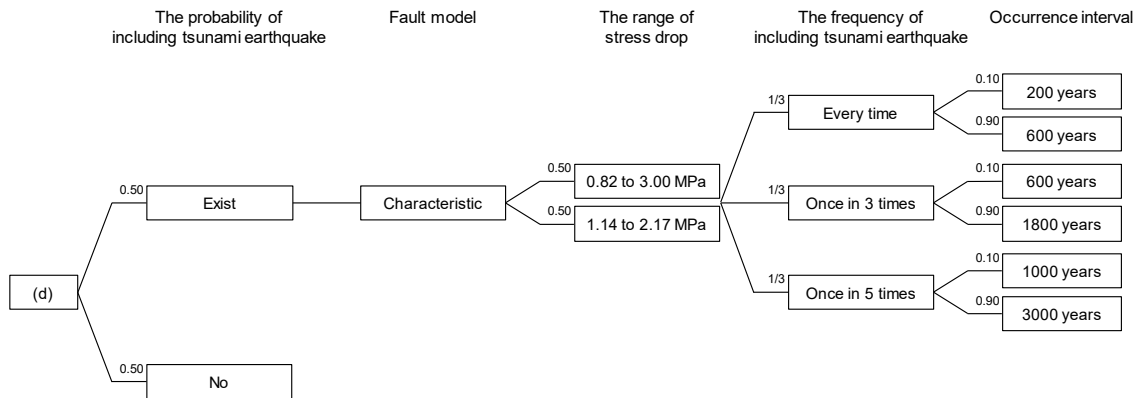 The probability of
including tsunami earthquake
Fault model
The range of
stress drop
The frequency of
including tsunami earthquake
Occurrence interval
(d)
0.50
Exist
0.50
No
Characteristic
0.50
0.82 to 3.00 MPa
0.50
1.14 to 2.17 MPa
1/3
Every time
0.10
200 years
0.90
600 years
1/3
Once in 3 times
0.10
600 years
0.90
1800 years
1/3
Once in 5 times
0.10
1000 years
0.90
3000 years